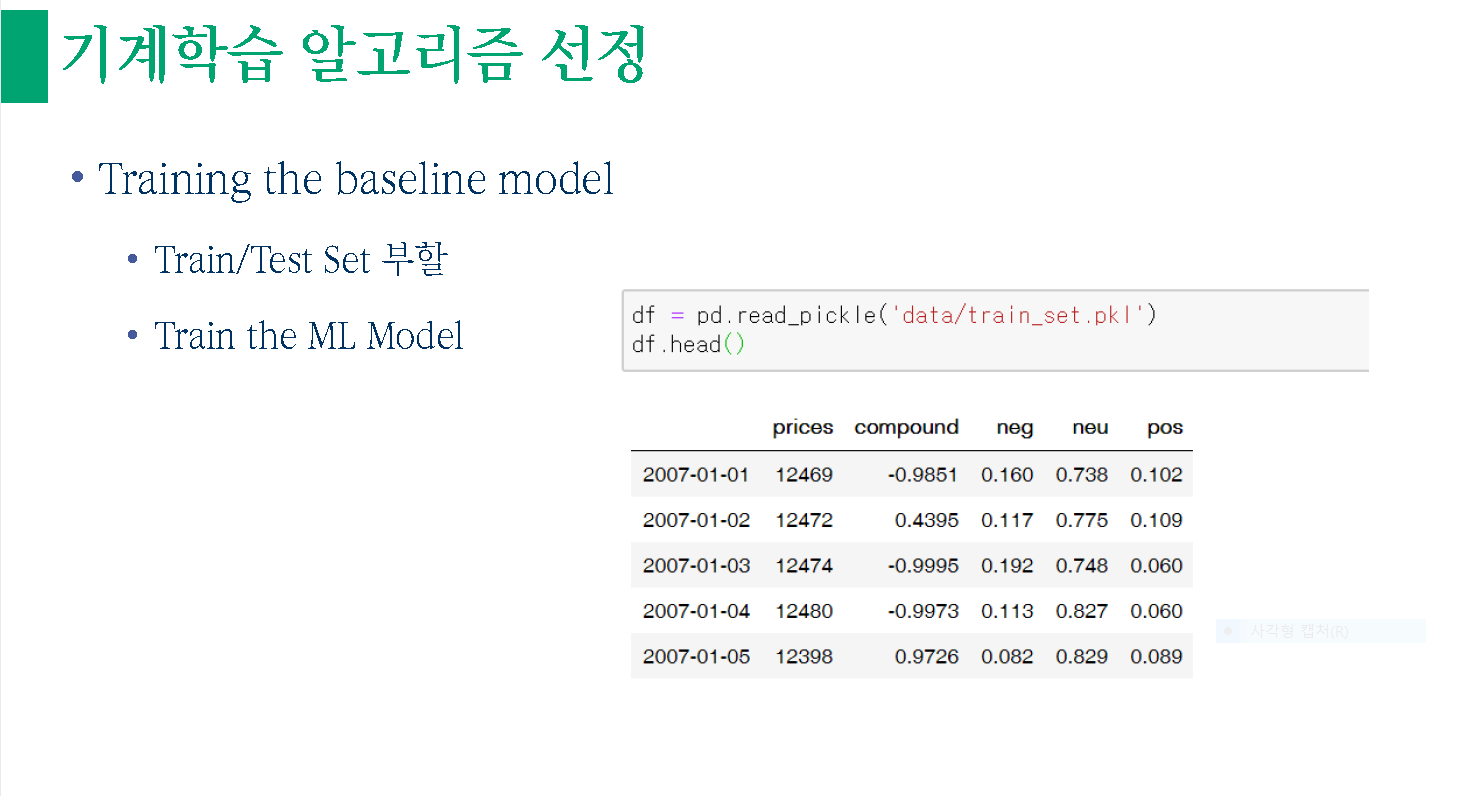 기계학습 알고리즘 선정
• Training the baseline model
• Train/Test Set 부할
• Train the ML Model
df = pd.read_pickle('data/train_set.pkl')
df.head()
prices compound neg neu pos
2007-01-01 12469 -0.9851 0.160 0.738 0.102
2007-01-02 12472 0.4395 0.117 0.775 0.109
2007-01-03 12474 -0.9995 0.192 0.748 0.060
2007-01-04 12480 -0.9973 0.113 0.827 0.060
2007-01-05 12398 0.9726 0.082 0.829 0.089
사각형 캡처(R)